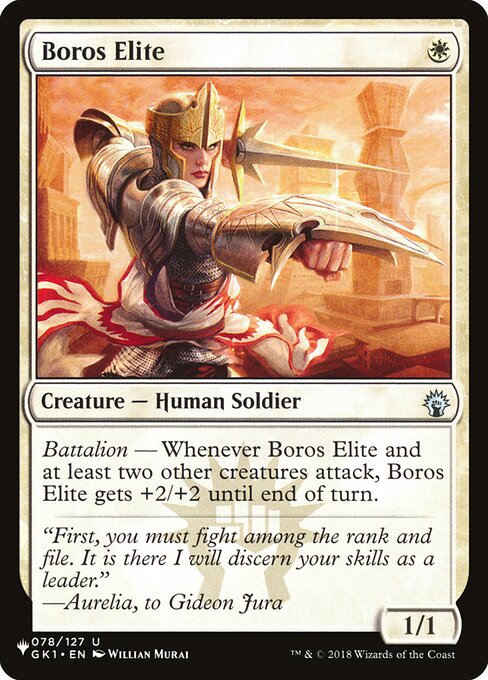 Boros Elite
Creature — Human Soldier
Battalion — Whenever Boros Elite and
at least two other creatures attack, Boros
Elite gets +2/+2 until end of turn.
“First, you must fight among the rank and
file. It is there I will discern your skills as a
leader.”
—Aurelia, to Gideon Jura
1/1
078/127 U
GK1 • EN Willian Murai
™ & © 2018 Wizards of the Coast